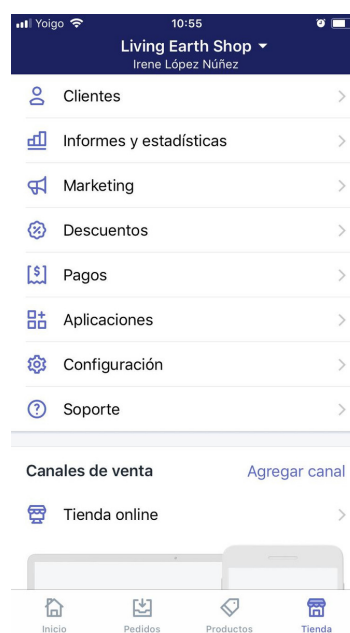 Yoigo 10:55
Living Earth Shop
Irene López Núñez
Clientes
Informes y estadísticas
Marketing
Descuentos
Pagos
Aplicaciones
Configuración
Soporte
Canales de venta Agregar canal
Tienda online
Inicio Pedidos Productos Tienda